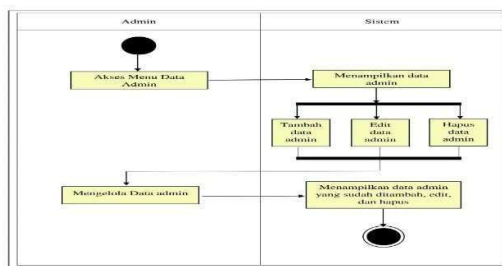 Admin
Sistem
Akses Menu Data
Admin
Menampilkan data
admin
Tambah
data
admin
Edit
data
admin
Hapus
data
admin
Mengelola Data admin
Menampilkan data admin
yang sudah ditambah, edit,
dan hapus